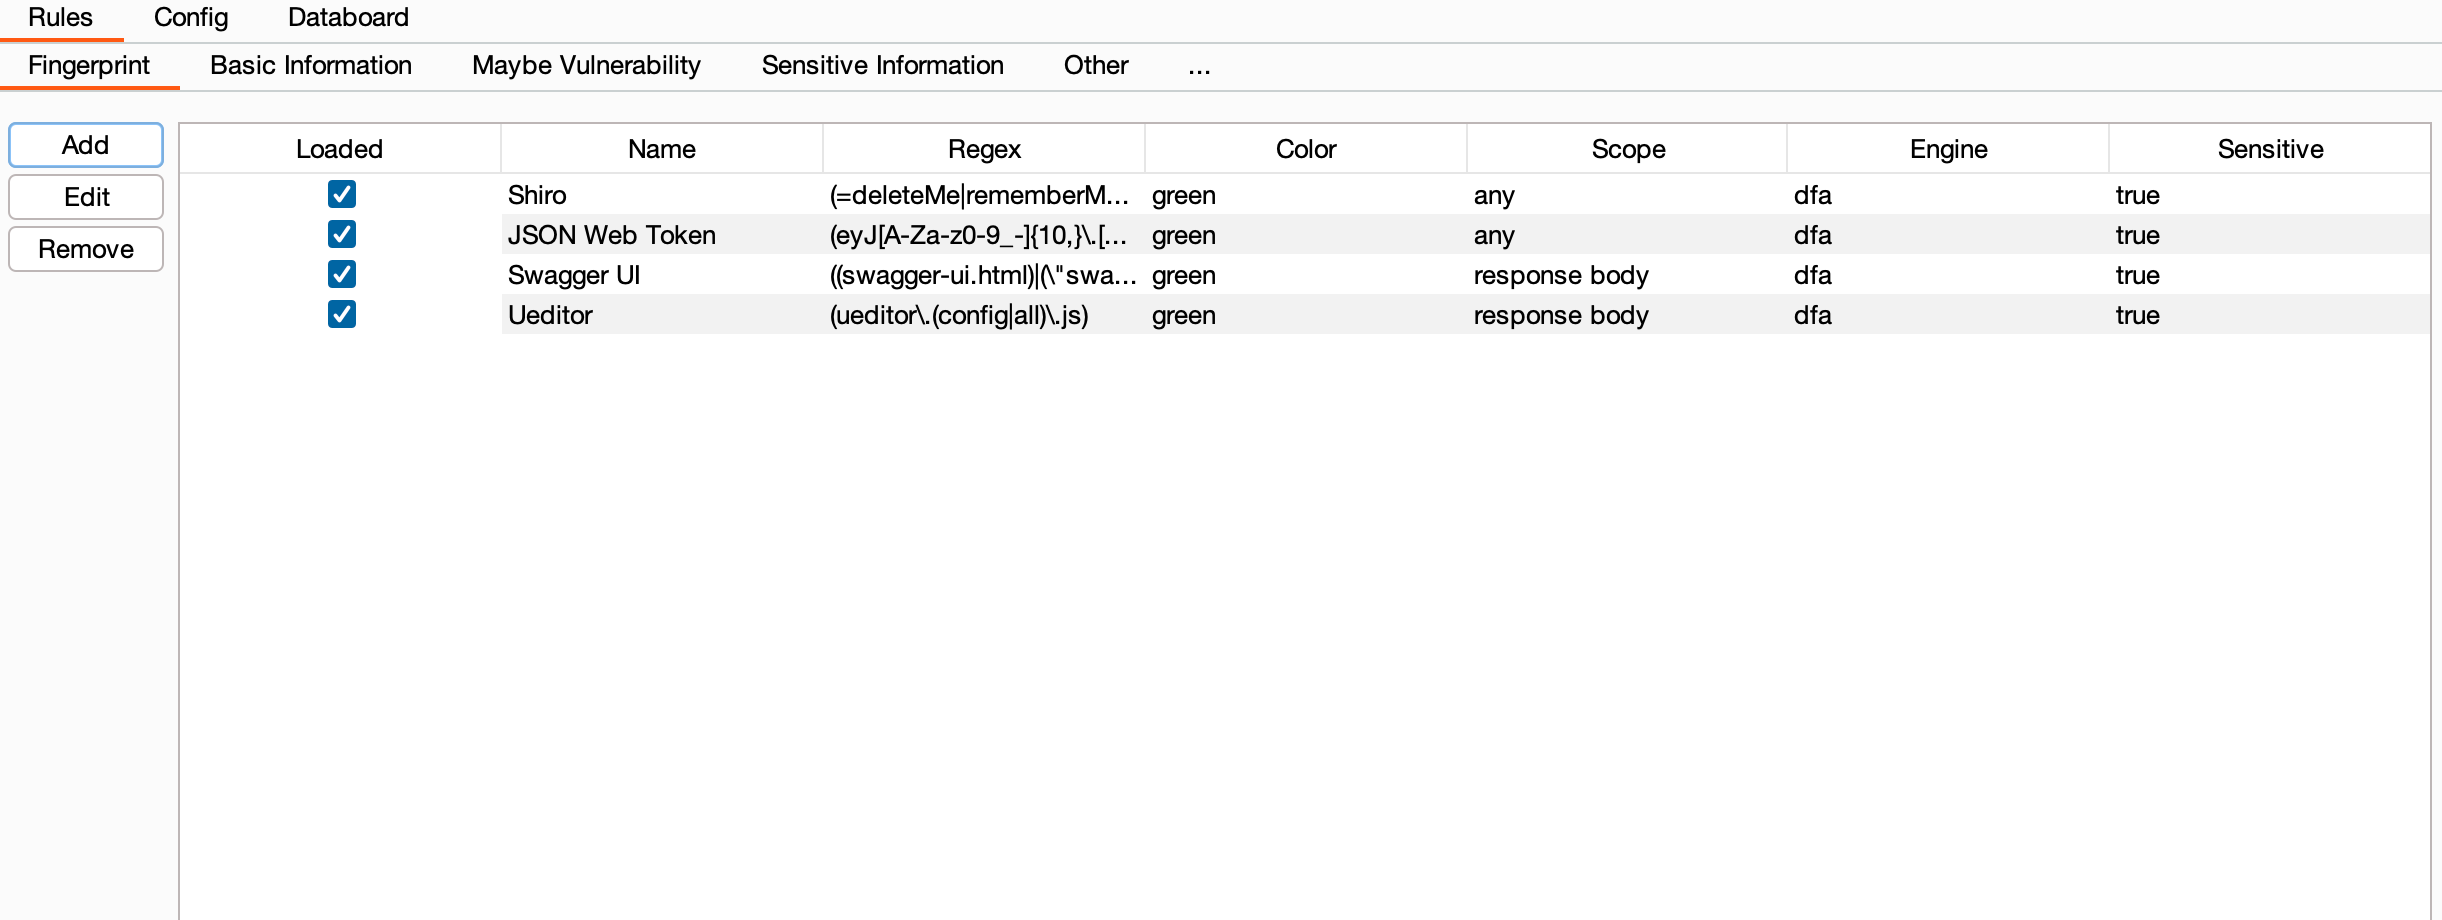 Rules Config Databoard
Fingerprint Basic Information Maybe Vulnerability Sensitive Information Other ...
Add
Edit
Remove
Loaded Name Regex Color Scope Engine Sensitive
Shiro (=deleteMe|rememberM... green any dfa true
JSON Web Token (eyJ[A-Za-z0-9_-]{10,}\.[... green any dfa true
Swagger UI ((swagger-ui.html)|(\"swa... green response body dfa true
Ueditor (ueditor\.(config|all)\.js) green response body dfa true